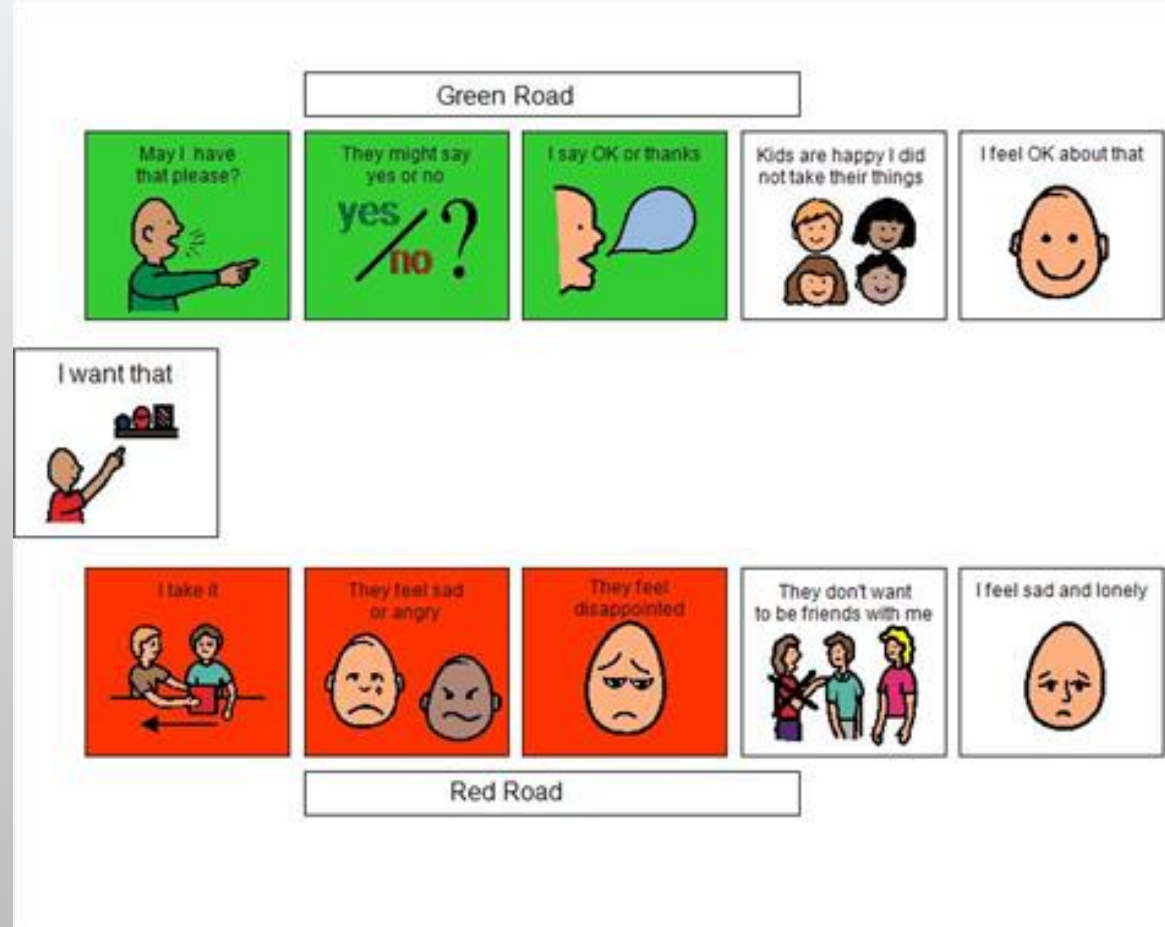 Green Road
May I have
that please?
They might say
yes or no
yes/no?
I say OK or thanks
Kids are happy I did
not take their things
I feel OK about that
I want that
I take it
They feel sad
or angry
They feel
disappointed
They don't want
to be friends with me
I feel sad and lonely
Red Road